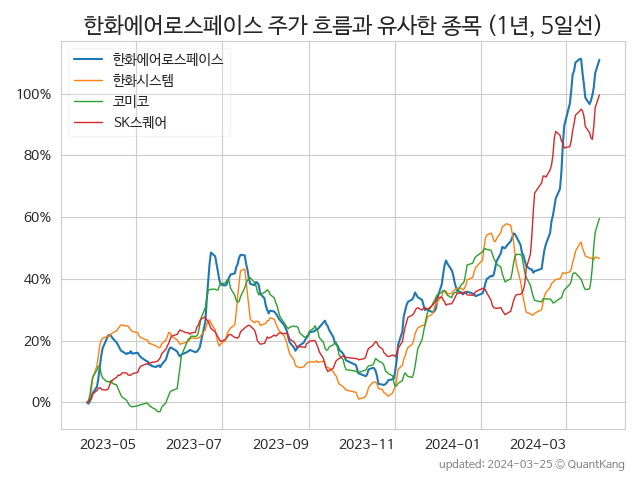 한화에어로스페이스 주가 흐름과 유사한 종목 (1년, 5일선)
한화에어로스페이스
한화시스템
코미코
SK스퀘어
100%
80%
60%
40%
20%
0%
2023-05 2023-07 2023-09 2023-11 2024-01 2024-03
updated: 2024-03-25 © QuantKang